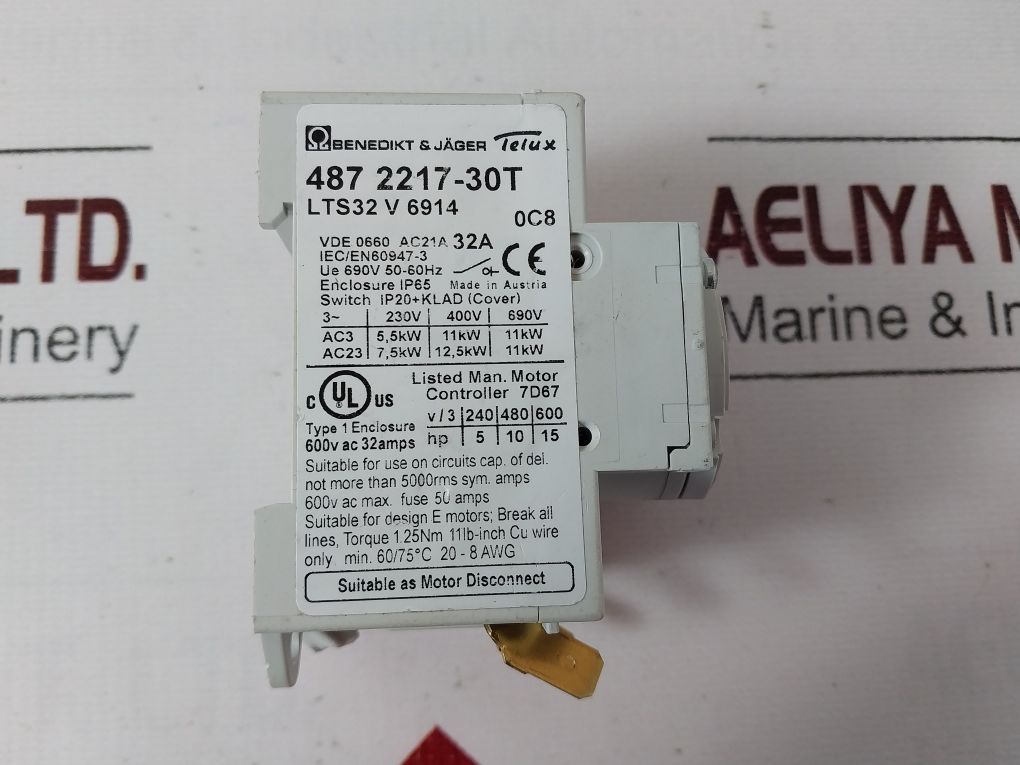 BENEDIKT & JÄGER Telux
487 2217-30T
LTS32 V 6914
0C8
VDE 0660 AC21A 32A
IEC/EN60947-3
Ue 690V 50-60Hz
CE
Enclosure IP65 Made in Austria
Switch IP20+KLAD (Cover)
3~ 230V 400V 690V
AC3 5,5kW 11kW 11kW
AC23 7,5kW 12,5kW 11kW
c UL ® US
Listed Man. Motor
Controller 7D67
Type 1 Enclosure
600v ac 32amps
v/3 240 480 600
hp 5 10 15
Suitable for use on circuits cap. of del.
not more than 5000rms sym. amps
600v ac max. fuse 50 amps
Suitable for design E motors; Break all
lines, Torque 1.25Nm 11lb-inch Cu wire
only min. 60/75°C 20 - 8 AWG
Suitable as Motor Disconnect
LTD.
inery
AELIYA M
Marine & In